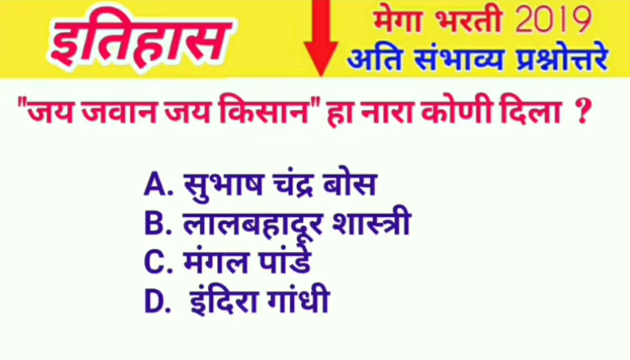 इतिहास
मेगा भरती 2019
अति संभाव्य प्रश्नोत्तरे
"जय जवान जय किसान" हा नारा कोणी दिला ?
A. सुभाष चंद्र बोस
B. लालबहादूर शास्त्री
C. मंगल पांडे
D. इंदिरा गांधी